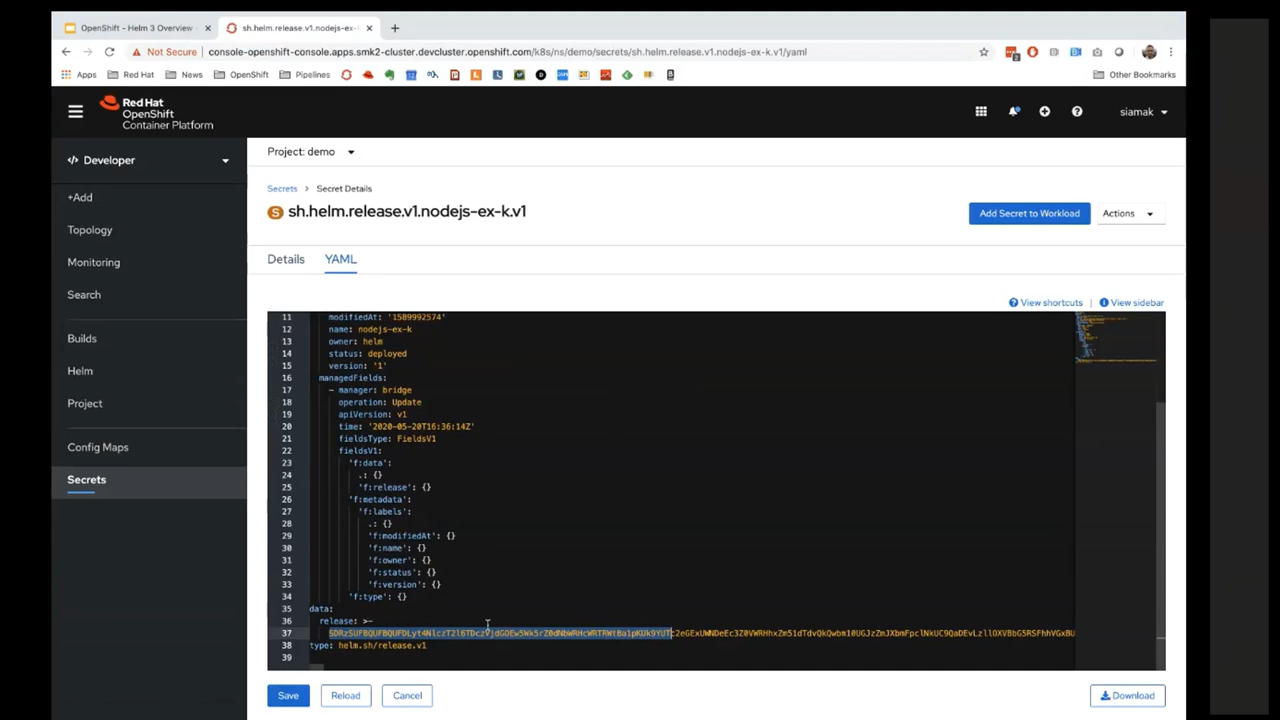 OpenShift - Helm 3 Overview
sh.helm.release.v1.nodejs-ex-
Not Secure
console-openshift-console.apps.smk2-cluster.devcluster.openshift.com/k8s/ns/demo/secrets/sh.helm.release.v1.nodejs-ex-k.v1/yaml
Apps
Red Hat
News
OpenShift
Pipelines
Other Bookmarks
Red Hat
OpenShift
Container Platform
siamak
</> Developer
Project: demo
+Add
Topology
Monitoring
Search
Builds
Helm
Project
Config Maps
Secrets
Secrets > Secret Details
S sh.helm.release.v1.nodejs-ex-k.v1
Add Secret to Workload
Actions
Details
YAML
View shortcuts
View sidebar
11 modifiedAt: '1589992574'
12 name: nodejs-ex-k
13 owner: helm
14 status: deployed
15 version: '1'
16 managedFields:
17 - manager: bridge
18 operation: Update
19 apiVersion: v1
20 time: '2020-05-20T16:36:14Z'
21 fieldsType: FieldsV1
22 fieldsV1:
23 'f:data':
24 .: {}
25 'f:release': {}
26 'f:metadata':
27 'f:labels':
28 .: {}
29 'f:modifiedAt': {}
30 'f:name': {}
31 'f:owner': {}
32 'f:status': {}
33 'f:version': {}
34 'f:type': {}
35 data:
36 release: >-
37
38 type: helm.sh/release.v1
39
Save
Reload
Cancel
Download